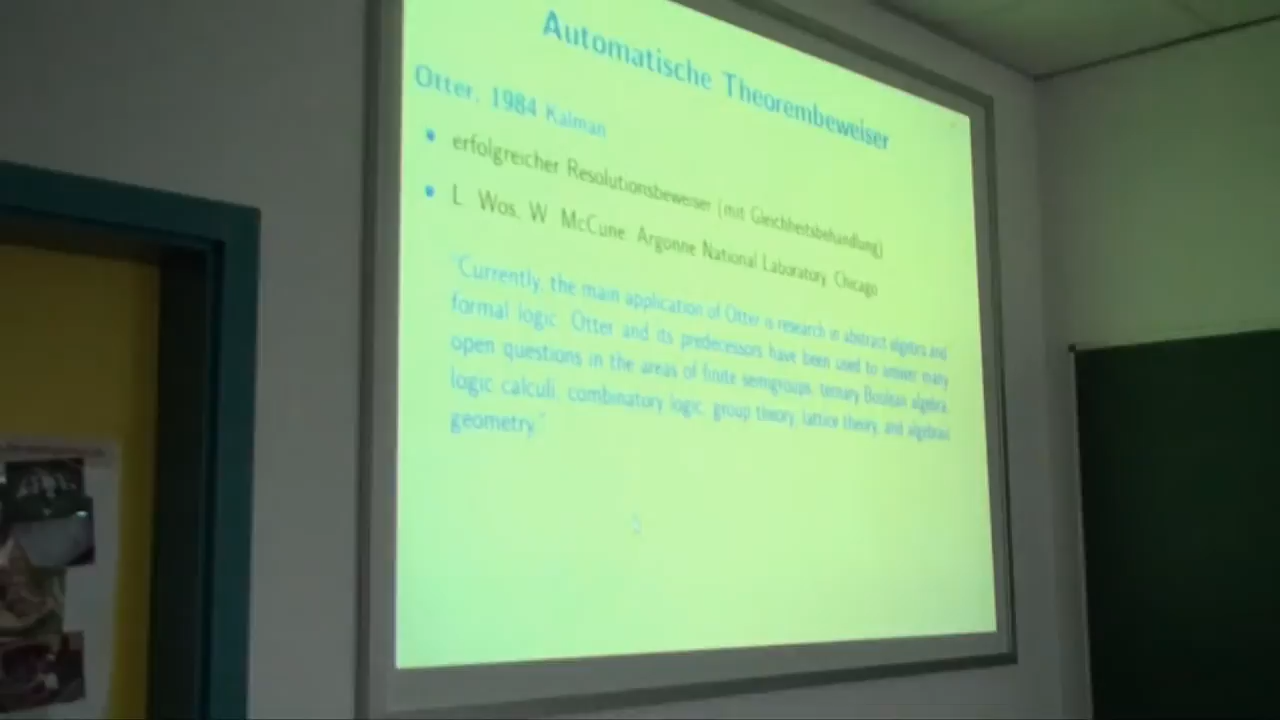 Automatische Theorembeweiser
Otter, 1984 Kalman
erfolgreicher Resolutionsbeweiser (mit Gleichheitsbehandlung)
L. Wos, W. McCune, Argonne National Laboratory, Chicago
"Currently, the main application of Otter is research in abstract algebra and
formal logic. Otter and its predecessors have been used to answer many
open questions in the areas of finite semigroups, ternary Boolean algebra,
logic calculi, combinatory logic, group theory, lattice theory, and algebraic
geometry."